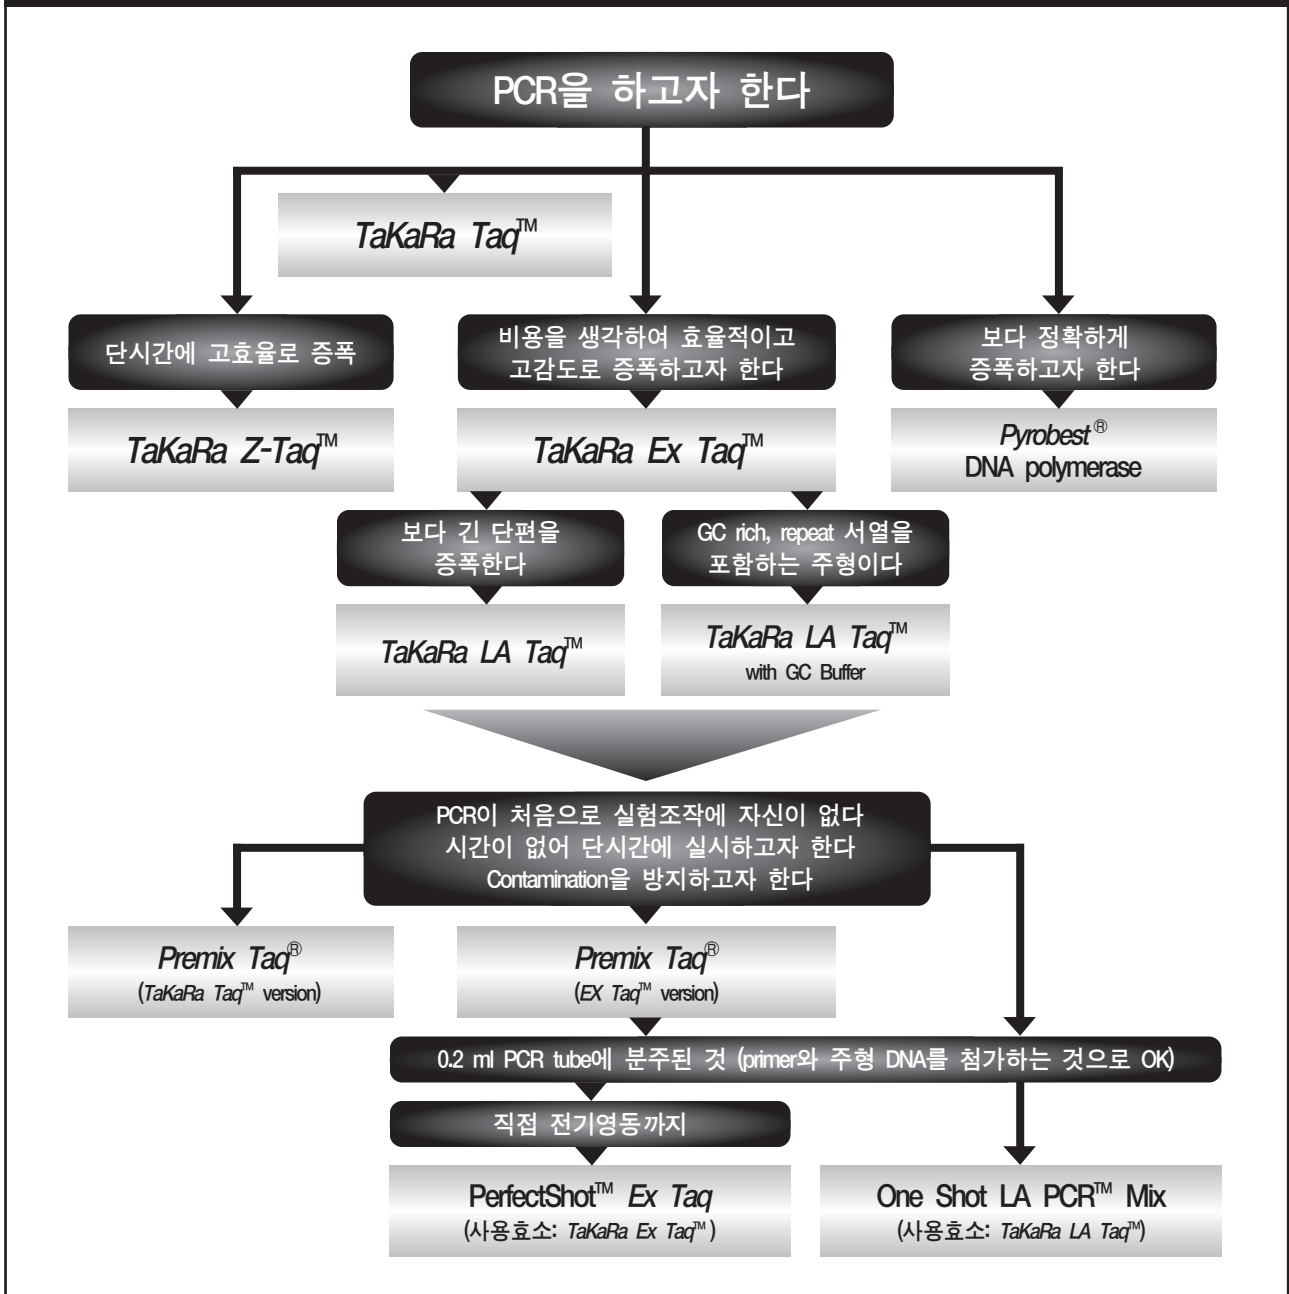 PCR을 하고자 한다
TaKaRa Taq™
단시간에 고효율로 증폭
비용을 생각하여 효율적이고
고감도로 증폭하고자 한다
보다 정확하게
증폭하고자 한다
TaKaRa Z-Taq™
TaKaRa Ex Taq™
Pyrobest®
DNA polymerase
보다 긴 단편을
증폭한다
GC rich, repeat 서열을
포함하는 주형이다
TaKaRa LA Taq™
TaKaRa LA Taq™
with GC Buffer
PCR이 처음으로 실험조작에 자신이 없다
시간이 없어 단시간에 실시하고자 한다
Contamination을 방지하고자 한다
Premix Taq®
(TaKaRa Taq™ version)
Premix Taq®
(EX Taq™ version)
0.2 ml PCR tube에 분주된 것 (primer와 주형 DNA를 첨가하는 것으로 OK)
직접 전기영동까지
PerfectShot™ Ex Taq
(사용효소: TaKaRa Ex Taq™ )
One Shot LA PCR™ Mix
(사용효소: TaKaRa LA Taq™)